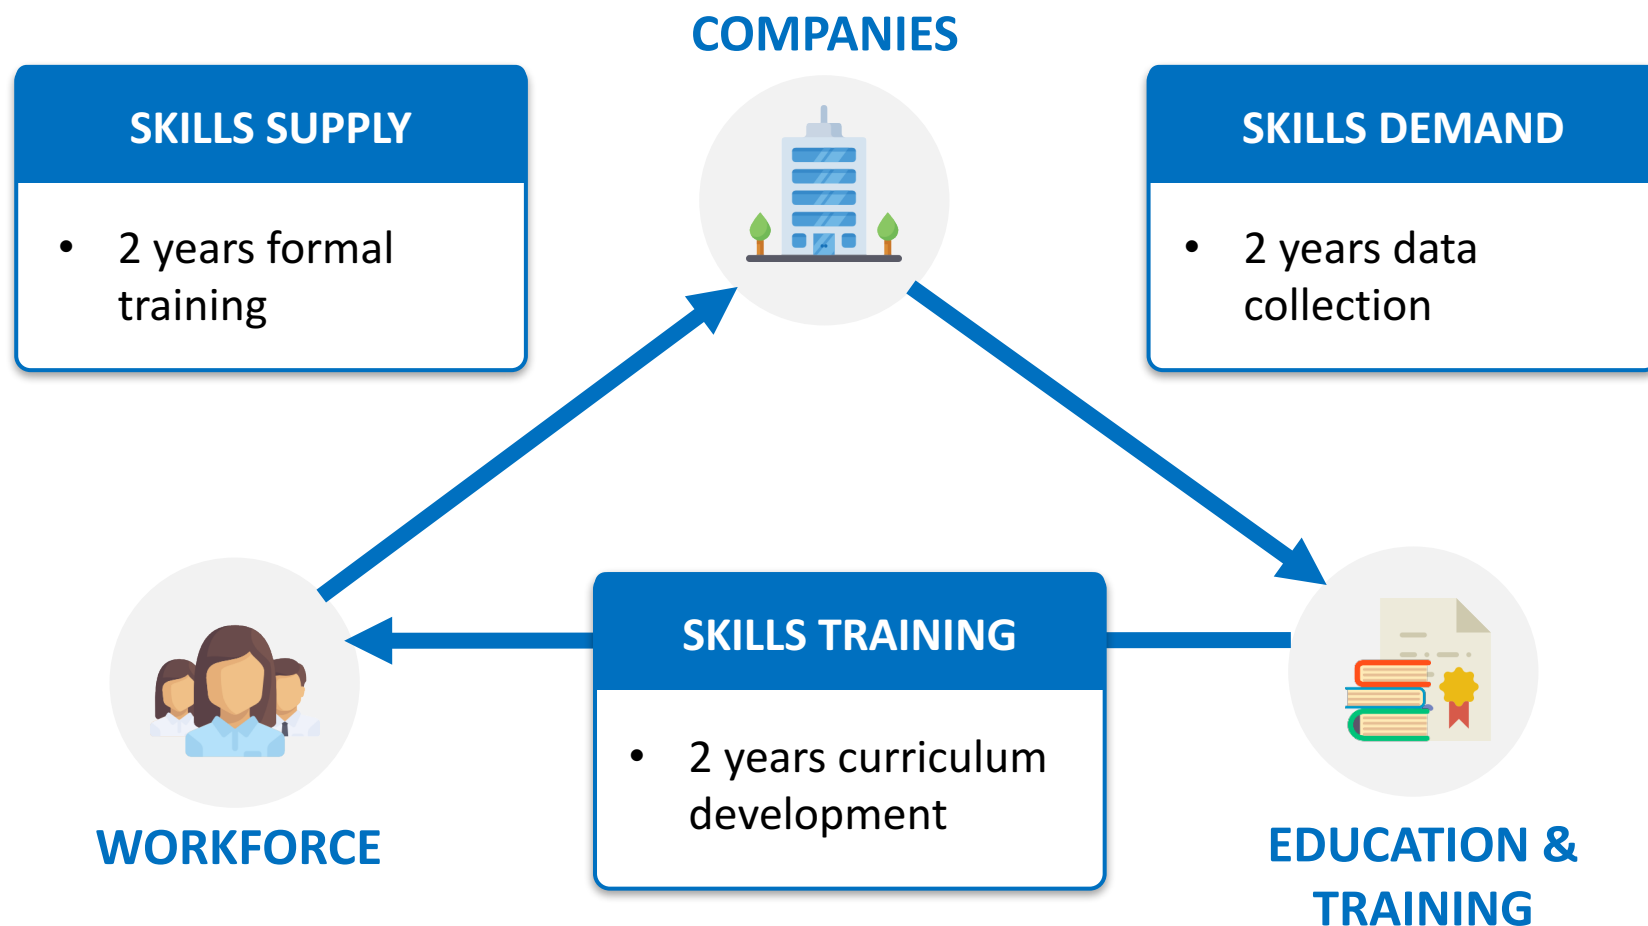 COMPANIES
SKILLS SUPPLY
• 2 years formal
training
SKILLS DEMAND
• 2 years data
collection
SKILLS TRAINING
• 2 years curriculum
development
WORKFORCE
EDUCATION &
TRAINING